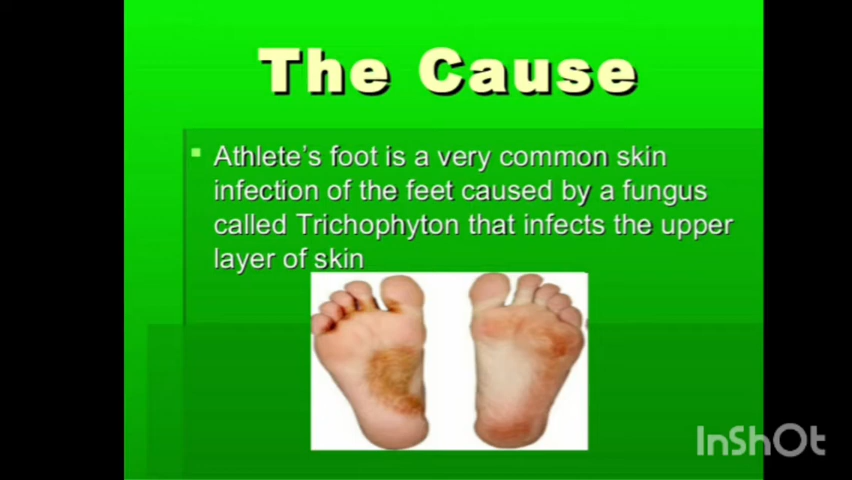 The Cause
Athlete's foot is a very common skin
infection of the feet caused by a fungus
called Trichophyton that infects the upper
layer of skin
InShOt